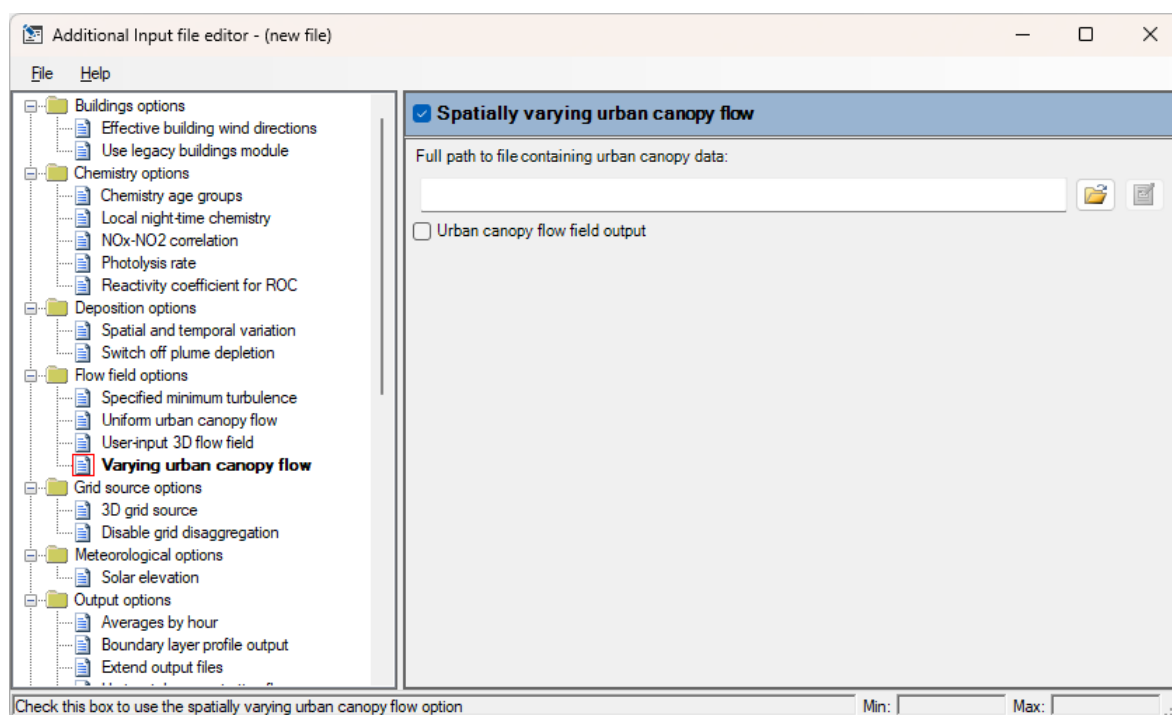 Additional Input file editor - (new file)
File Help
Buildings options
Effective building wind directions
Use legacy buildings module
Chemistry options
Chemistry age groups
Local night-time chemistry
NOx-NO2 correlation
Photolysis rate
Reactivity coefficient for ROC
Deposition options
Spatial and temporal variation
Switch off plume depletion
Flow field options
Specified minimum turbulence
Uniform urban canopy flow
User-input 3D flow field
Varying urban canopy flow
Grid source options
3D grid source
Disable grid disaggregation
Meteorological options
Solar elevation
Output options
Averages by hour
Boundary layer profile output
Extend output files
Spatially varying urban canopy flow
Full path to file containing urban canopy data:
Urban canopy flow field output
Check this box to use the spatially varying urban canopy flow option
Min:
Max: